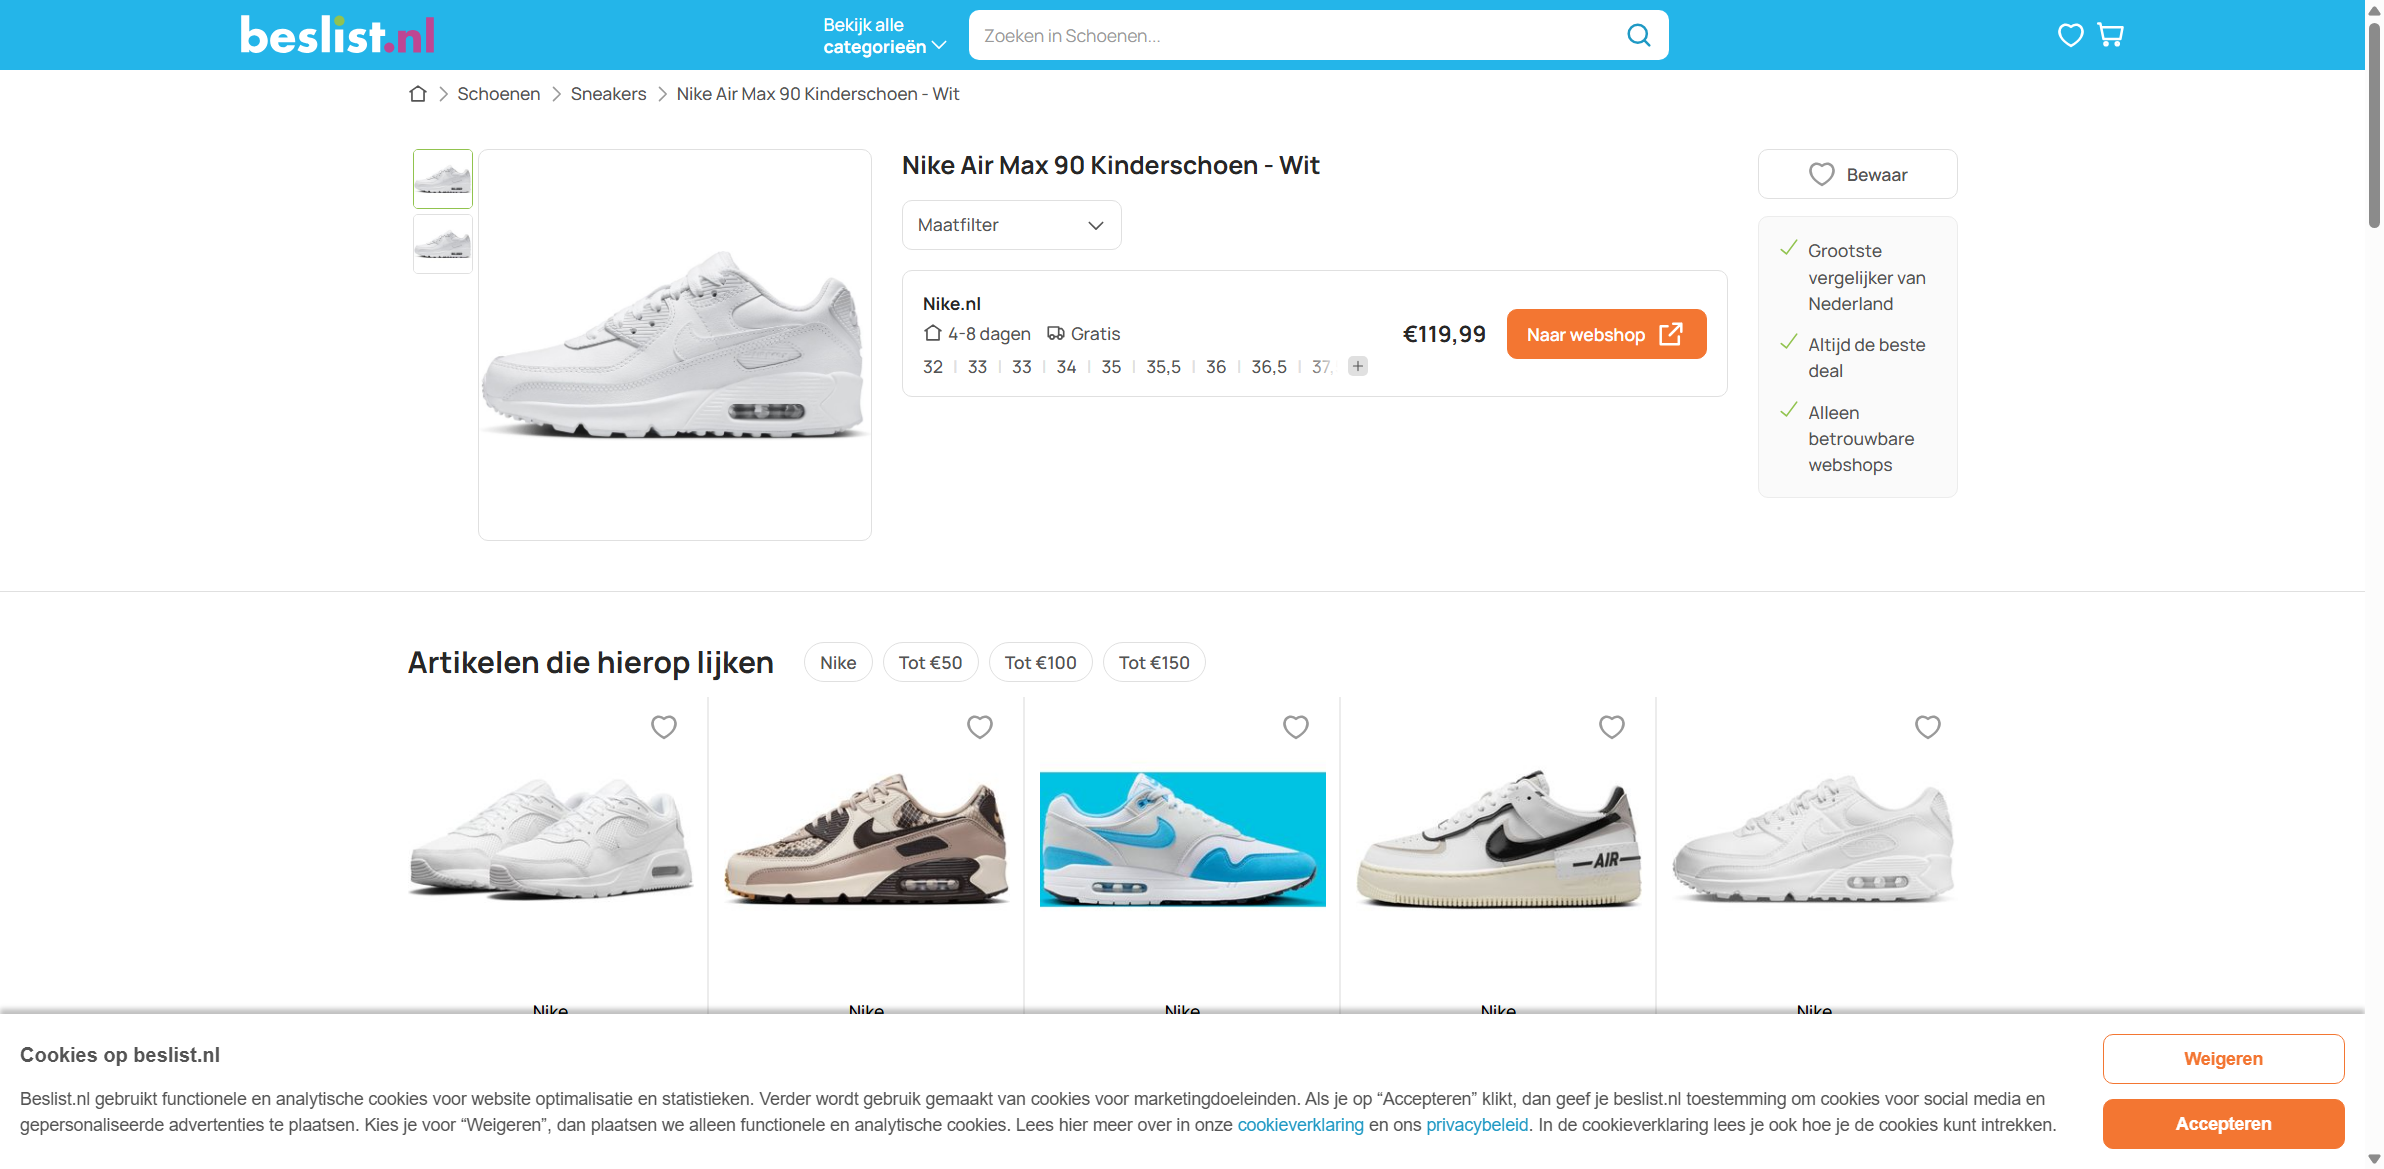 beslist.nl
Bekijk alle
categorieën
Zoeken in Schoenen...
Schoenen
Sneakers
Nike Air Max 90 Kinderschoen - Wit
Nike Air Max 90 Kinderschoen - Wit
Maatfilter
Nike.nl
4-8 dagen Gratis
32 33 33 34 35 35,5 36 36,5 37,
€119,99
Naar webshop
Bewaar
Grootste
vergelijker van
Nederland
Altijd de beste
deal
Alleen
betrouwbare
webshops
Artikelen die hierop lijken
Nike
Tot €50
Tot €100
Tot €150
AIR
Nike
Nike
Nike
Nike
Nike
Cookies op beslist.nl
Beslist.nl gebruikt functionele en analytische cookies voor website optimalisatie en statistieken. Verder wordt gebruik gemaakt van cookies voor marketingdoeleinden. Als je op “Accepteren” klikt, dan geef je beslist.nl toestemming om cookies voor social media en
gepersonaliseerde advertenties te plaatsen. Kies je voor “Weigeren”, dan plaatsen we alleen functionele en analytische cookies. Lees hier meer over in onze cookieverklaring en ons privacybeleid. In de cookieverklaring lees je ook hoe je de cookies kunt intrekken.
Weigeren
Accepteren